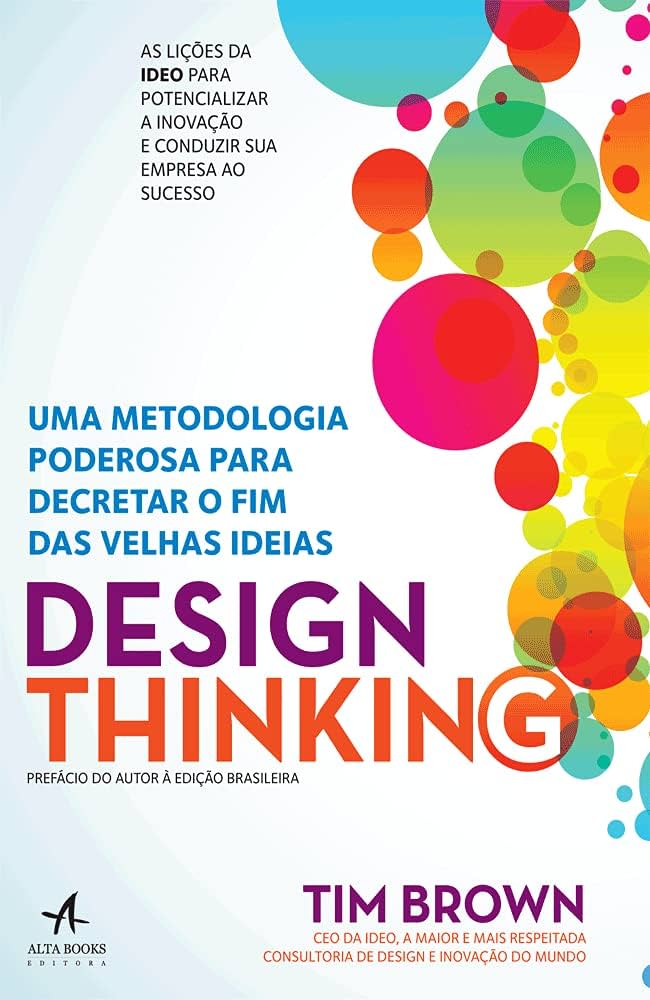 AS LIÇÕES DA
IDEO PARA
POTENCIALIZAR
A INOVAÇÃO
E CONDUZIR SUA
EMPRESA AO
SUCESSO
UMA METODOLOGIA
PODEROSA PARA
DECRETAR O FIM
DAS VELHAS IDEIAS
DESIGN
THINKING
PREFÁCIO DO AUTOR À EDIÇÃO BRASILEIRA
TIM BROWN
CEO DA IDEO, A MAIOR E MAIS RESPEITADA
CONSULTORIA DE DESIGN E INOVAÇÃO DO MUNDO
ALTA BOOKS
EDITORA